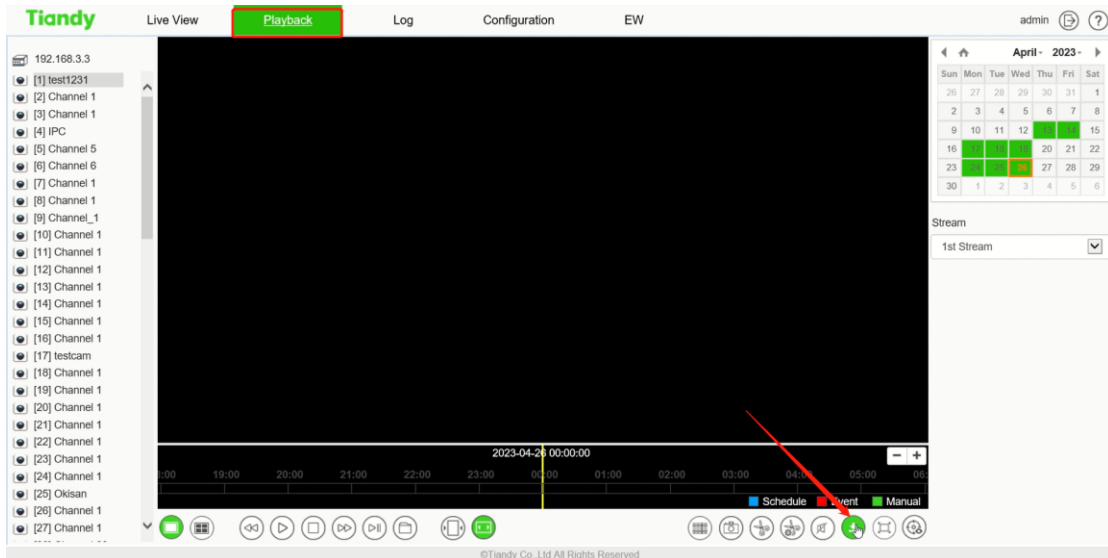 Tiandy Live View Playback Log Configuration EW admin
192.168.3.3
[1] test1231
[2] Channel 1
[3] Channel 1
[4] IPC
[5] Channel 5
[6] Channel 6
[7] Channel 1
[8] Channel 1
[9] Channel_1
[10] Channel 1
[11] Channel 1
[12] Channel 1
[13] Channel 1
[14] Channel 1
[15] Channel 1
[16] Channel 1
[17] testcam
[18] Channel 1
[19] Channel 1
[20] Channel 1
[21] Channel 1
[22] Channel 1
[23] Channel 1
[24] Channel 1
[25] Okisan
[26] Channel 1
[27] Channel 1
2023-04-26 00:00:00
19:00 20:00 21:00 22:00 23:00 00:00 01:00 02:00 03:00 04:00 05:00
Schedule Event Manual
April 2023
Sun Mon Tue Wed Thu Fri Sat
26 27 28 29 30 31 1
2 3 4 5 6 7 8
9 10 11 12 13 14 15
16 17 18 19 20 21 22
23 24 25 26 27 28 29
30 1 2 3 4 5 6
Stream
1st Stream
©Tiandy Co.,Ltd All Rights Reserved